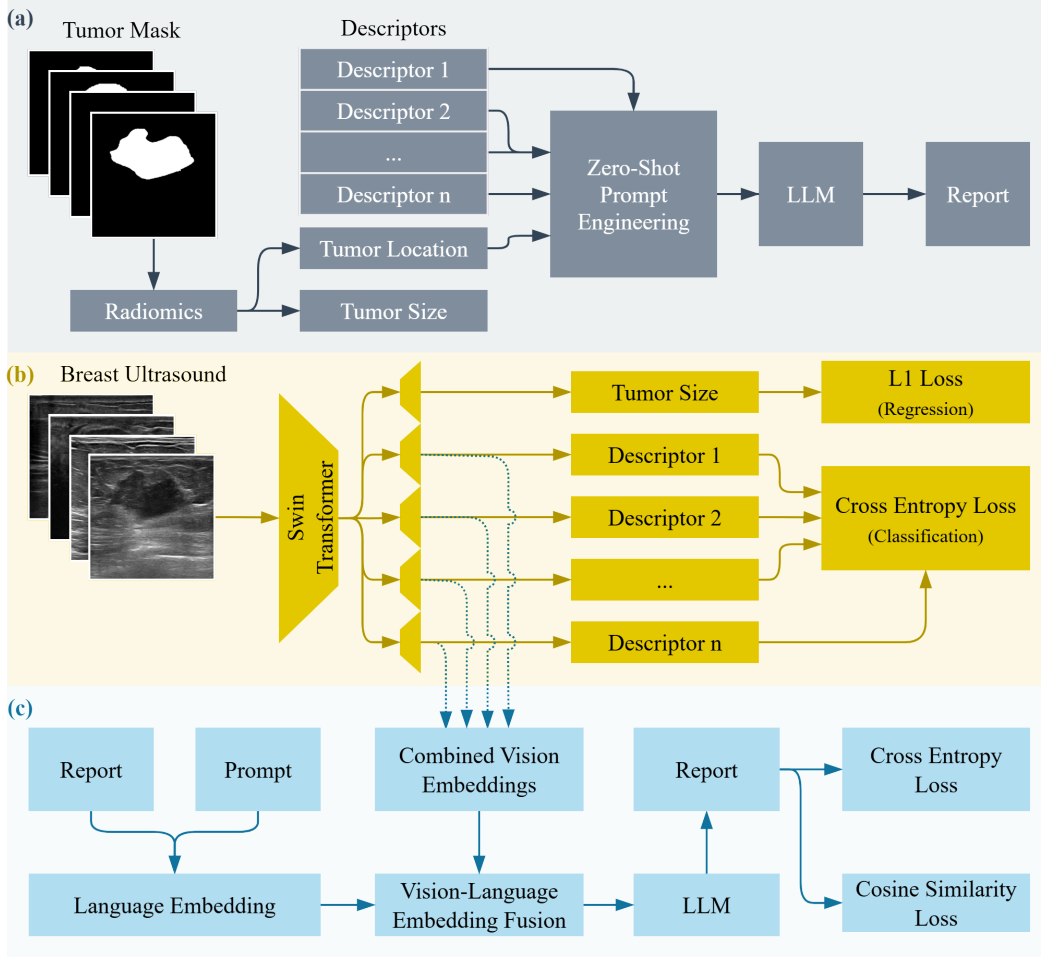 (a)
Tumor Mask
Descriptors
Descriptor 1
Descriptor 2
...
Descriptor n
Tumor Location
Radiomics
Tumor Size
Zero-Shot
Prompt
Engineering
LLM
Report
(b)
Breast Ultrasound
Swin
Transformer
Tumor Size
Descriptor 1
Descriptor 2
...
Descriptor n
L1 Loss
(Regression)
Cross Entropy Loss
(Classification)
(c)
Report
Prompt
Language Embedding
Combined Vision
Embeddings
Vision-Language
Embedding Fusion
Report
LLM
Cross Entropy
Loss
Cosine Similarity
Loss